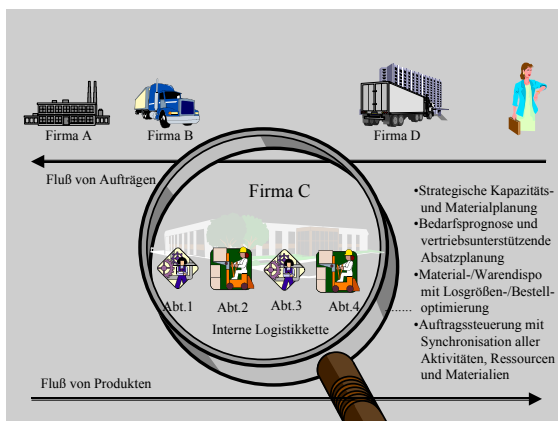 Firma A
Firma B
Firma D
Fluß von Aufträgen
Firma C
Abt.1
Abt.2
Abt.3
Abt.4
.......
Interne Logistikkette
•Strategische Kapazitäts-
und Materialplanung
•Bedarfsprognose und
vertriebsunterstützende
Absatzplanung
•Material-/Warendispo
mit Losgrößen-/Bestell-
optimierung
•Auftragssteuerung mit
Synchronisation aller
Aktivitäten, Ressourcen
und Materialien
Fluß von Produkten